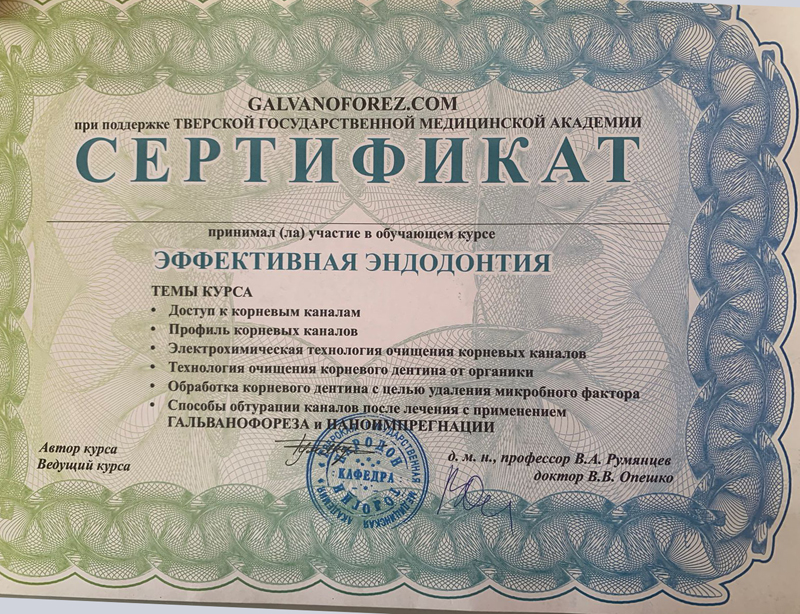 GALVANOFOREZ.COM
при поддержке ТВЕРСКОЙ ГОСУДАРСТВЕННОЙ МЕДИЦИНСКОЙ АКАДЕМИИ
СЕРТИФИКАТ
принимал (ла) участие в обучающем курсе
ЭФФЕКТИВНАЯ ЭНДОДОНТИЯ
ТЕМЫ КУРСА
• Доступ к корневым каналам
• Профиль корневых каналов
• Электрохимическая технология очищения корневых каналов
• Технология очищения корневого дентина от органики
• Обработка корневого дентина с целью удаления микробного фактора
• Способы обтурации каналов после лечения с применением
ГАЛЬВАНОФОРЕЗА и НАНОИМПРЕГНАЦИИ
Автор курса
д. м. н., профессор В.А. Румянцев
Ведущий курса
доктор В.В. Опешко
КАФЕДРА
ГОСУДАРСТВЕННАЯ МЕДИЦИНСКАЯ АКАДЕМИЯ